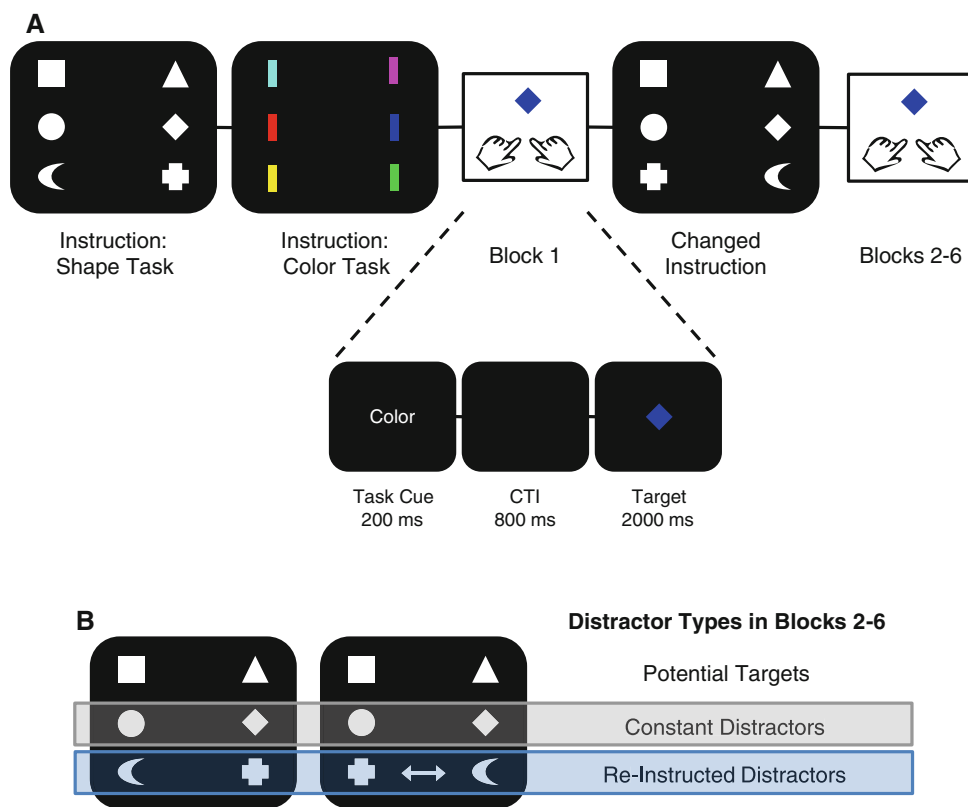 A
Instruction:
Shape Task
Instruction:
Color Task
Block 1
Changed
Instruction
Blocks 2-6
Color
Task Cue
200 ms
CTI
800 ms
Target
2000 ms
B
Distractor Types in Blocks 2-6
Potential Targets
Constant Distractors
Re-Instructed Distractors